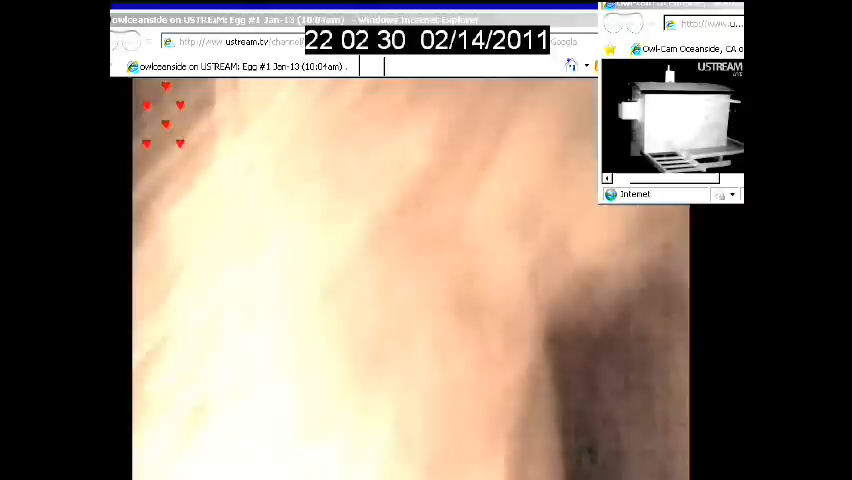 owlceanside on USTREAM: Egg #1 Jan-13 (10:04am) - Windows Internet Explorer
http://www.ustream.tv/channel/
22 02 30 02/14/2011
Google
http://www.u...
owlceanside on USTREAM: Egg #1 Jan-13 (10:04am) .
Owl-Cam Oceanside, CA o
USTREAM
Internet